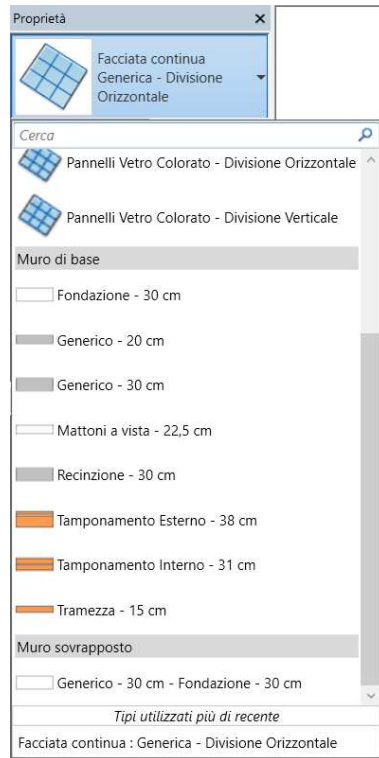 Proprietà
Facciata continua
Generica - Divisione
Orizzontale
Cerca
Pannelli Vetro Colorato - Divisione Orizzontale
Pannelli Vetro Colorato - Divisione Verticale
Muro di base
Fondazione - 30 cm
Generico - 20 cm
Generico - 30 cm
Mattoni a vista - 22,5 cm
Recinzione - 30 cm
Tamponamento Esterno - 38 cm
Tamponamento Interno - 31 cm
Tramezza - 15 cm
Muro sovrapposto
Generico - 30 cm - Fondazione - 30 cm
Tipi utilizzati più di recente
Facciata continua : Generica - Divisione Orizzontale